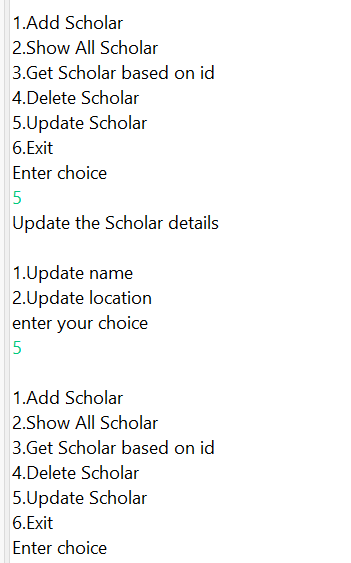 1.Add Scholar
2.Show All Scholar
3.Get Scholar based on id
4.Delete Scholar
5.Update Scholar
6.Exit
Enter choice
5
Update the Scholar details
1.Update name
2.Update location
enter your choice
5
1.Add Scholar
2.Show All Scholar
3.Get Scholar based on id
4.Delete Scholar
5.Update Scholar
6.Exit
Enter choice